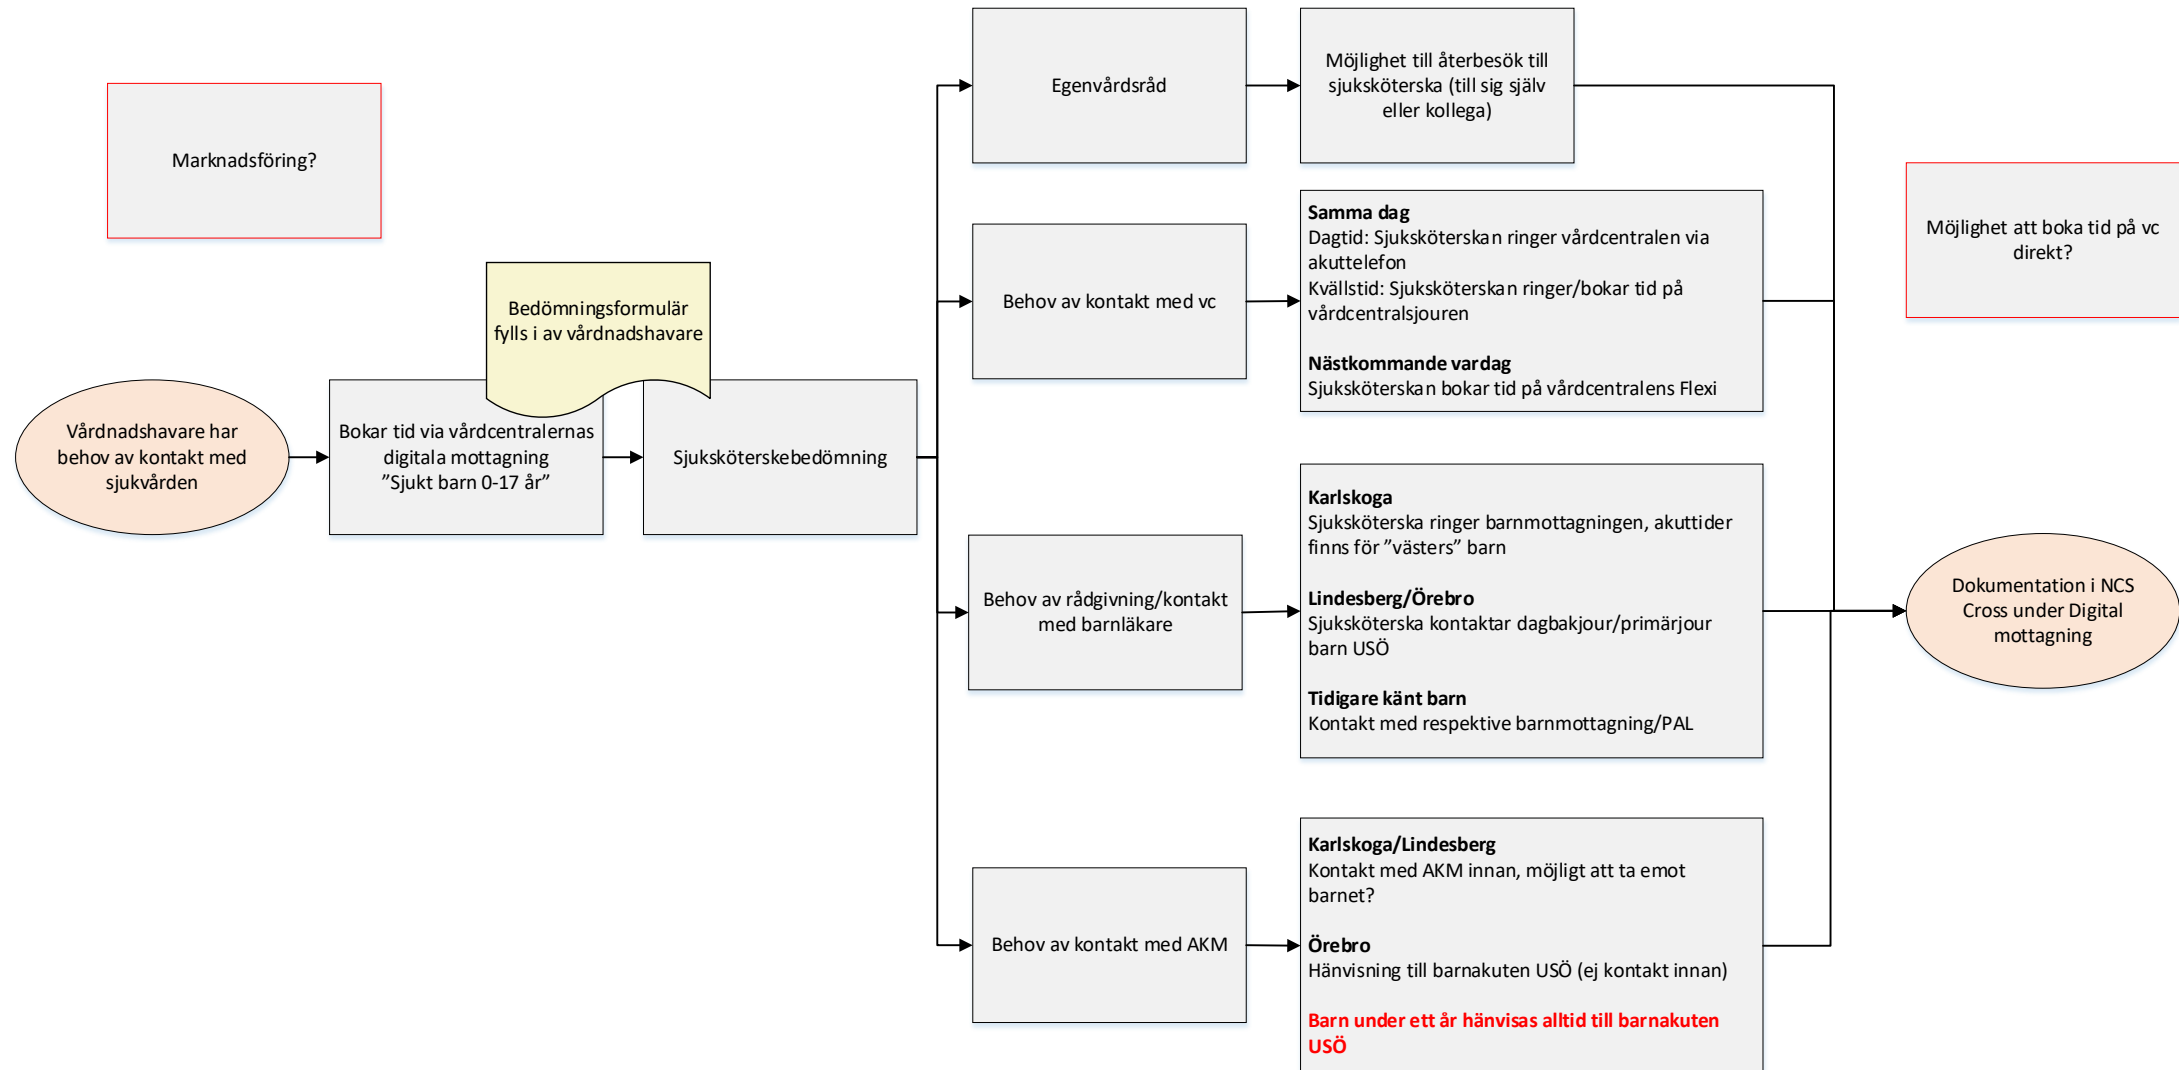 Marknadsföring?
Bedömningsformulär
fylls i av vårdnadshavare
Vårdnadshavare har
behov av kontakt med
sjukvården
Bokar tid via vårdcentralernas
digitala mottagning
”Sjukt barn 0-17 år”
Sjuksköterskebedömning
Egenvårdsråd
Möjlighet till återbesök till
sjuksköterska (till sig själv
eller kollega)
Behov av kontakt med vc
Samma dag
Dagtid: Sjuksköterskan ringer vårdcentralen via
akuttelefon
Kvällstid: Sjuksköterskan ringer/bokar tid på
vårdcentralsjouren
Nästkommande vardag
Sjuksköterskan bokar tid på vårdcentralens Flexi
Behov av rådgivning/kontakt
med barnläkare
Karlskoga
Sjuksköterska ringer barnmottagningen, akuttider
finns för ”västers” barn
Lindesberg/Örebro
Sjuksköterska kontaktar dagbakjour/primärjour
barn USÖ
Tidigare känt barn
Kontakt med respektive barnmottagning/PAL
Behov av kontakt med AKM
Karlskoga/Lindesberg
Kontakt med AKM innan, möjligt att ta emot
barnet?
Örebro
Hänvisning till barnakuten USÖ (ej kontakt innan)
Barn under ett år hänvisas alltid till barnakuten
USÖ
Möjlighet att boka tid på vc
direkt?
Dokumentation i NCS
Cross under Digital
mottagning